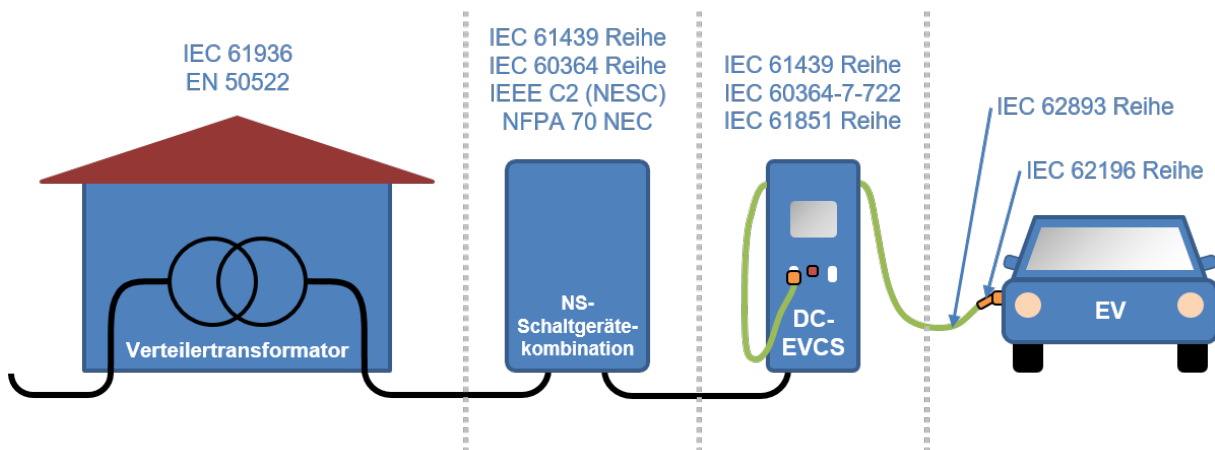 IEC 61936
EN 50522
Verteilertransformator
IEC 61439 Reihe
IEC 60364 Reihe
IEEE C2 (NESC)
NFPA 70 NEC
NS-
Schaltgeräte-
kombination
IEC 61439 Reihe
IEC 60364-7-722
IEC 61851 Reihe
DC-
EVCS
IEC 62893 Reihe
IEC 62196 Reihe
EV